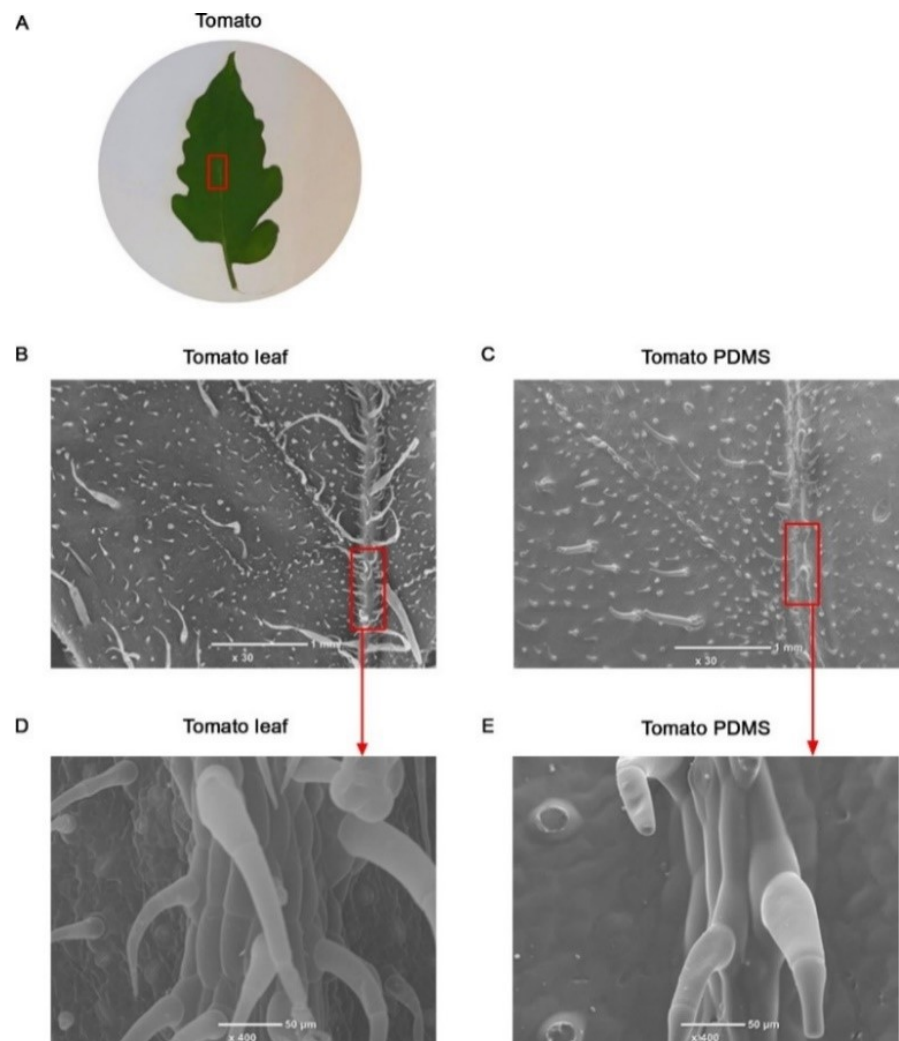 A
Tomato
B
Tomato leaf
C
Tomato PDMS
1 mm
x 30
1 mm
x 30
D
Tomato leaf
E
Tomato PDMS
50 µm
x 400
50 µm
x 400